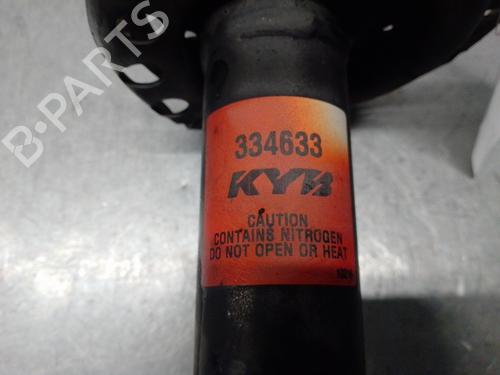 B-PARTS
334633
KYB
CAUTION
CONTAINS NITROGEN
DO NOT OPEN OR HEAT